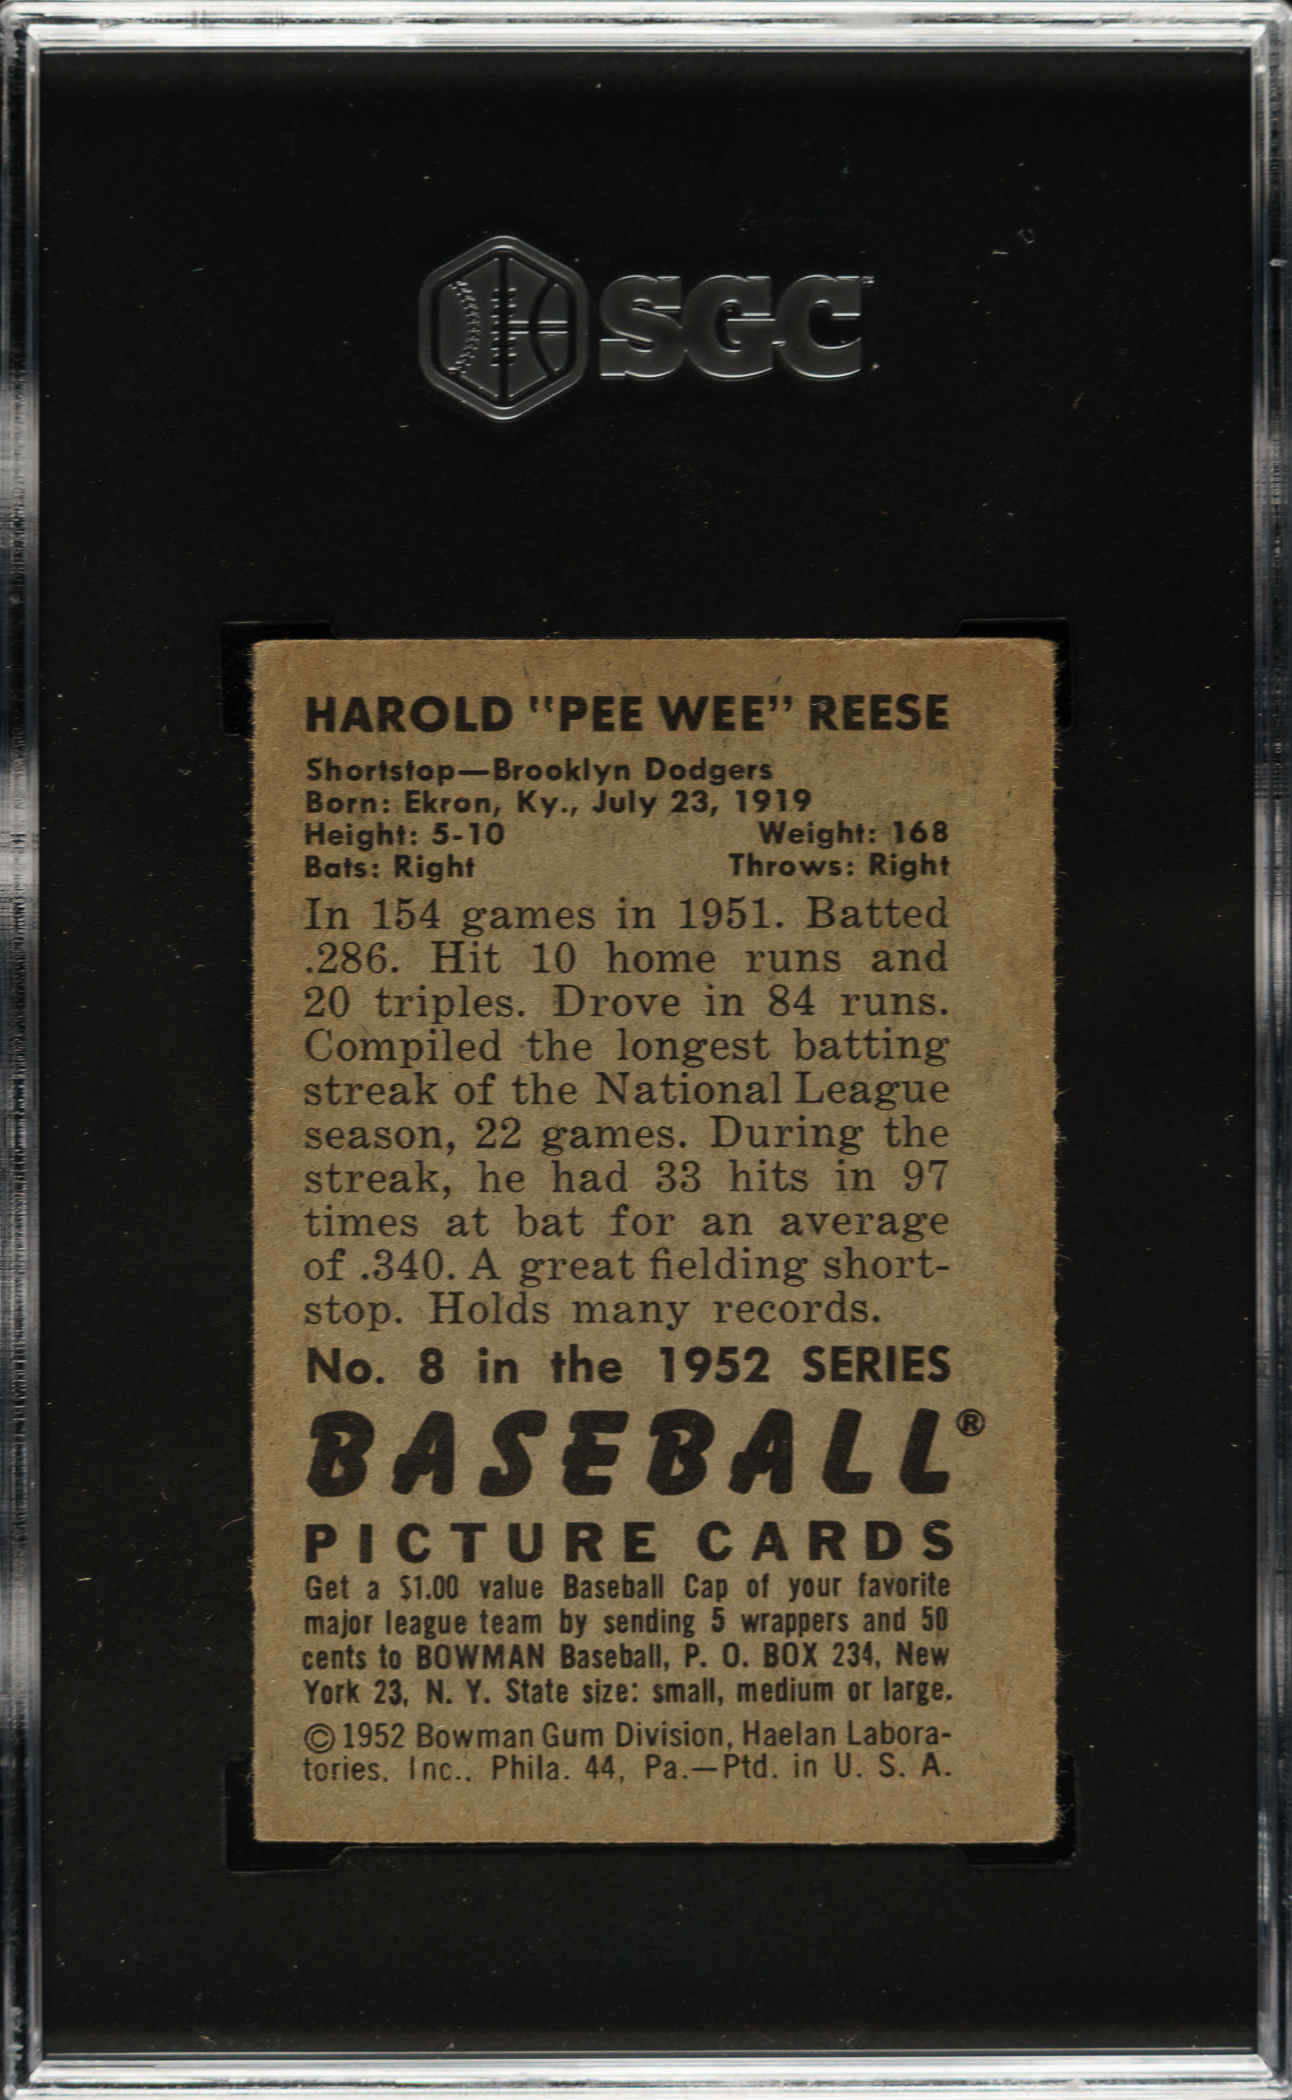 SGC
HAROLD "PEE WEE" REESE
Shortstop—Brooklyn Dodgers
Born: Ekron, Ky., July 23, 1919
Height: 5-10 Weight: 168
Bats: Right Throws: Right
In 154 games in 1951. Batted
.286. Hit 10 home runs and
20 triples. Drove in 84 runs.
Compiled the longest batting
streak of the National League
season, 22 games. During the
streak, he had 33 hits in 97
times at bat for an average
of .340. A great fielding short-
stop. Holds many records.
No. 8 in the 1952 SERIES
BASEBALL®
PICTURE CARDS
Get a $1.00 value Baseball Cap of your favorite
major league team by sending 5 wrappers and 50
cents to BOWMAN Baseball, P. O. BOX 234, New
York 23, N. Y. State size: small, medium or large.
© 1952 Bowman Gum Division, Haelan Labora-
tories, Inc., Phila. 44, Pa.—Ptd. in U. S. A.